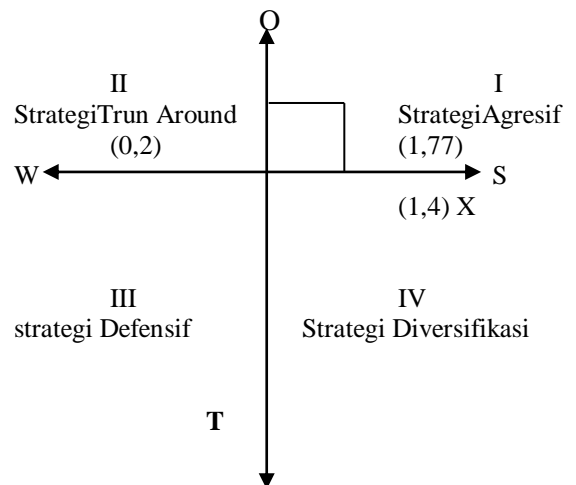 O
II
I
StrategiTrun Around
StrategiAgresif
(0,2)
(1,77)
W
S
(1,4) X
III
IV
strategi Defensif
Strategi Diversifikasi
T